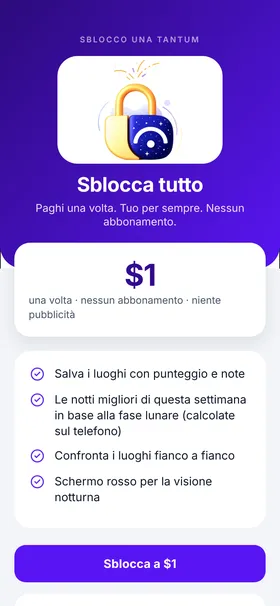 SBLOCCO UNA TANTUM
Sblocca tutto
Paghi una volta. Tuo per sempre. Nessun
abbonamento.
$1
una volta · nessun abbonamento · niente
pubblicità
Salva i luoghi con punteggio e note
Le notti migliori di questa settimana
in base alla fase lunare (calcolate
sul telefono)
Confronta i luoghi fianco a fianco
Schermo rosso per la visione
notturna
Sblocca a $1